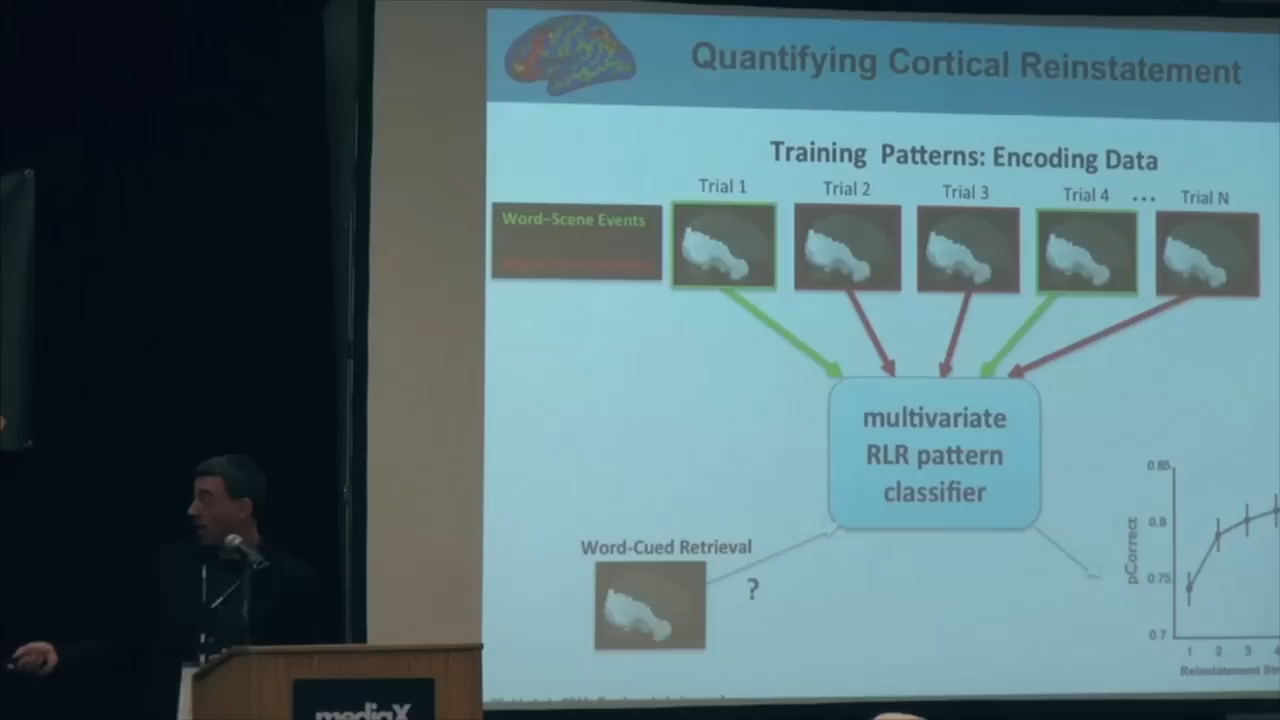 Quantifying Cortical Reinstatement
Training Patterns: Encoding Data
Trial 1 Trial 2 Trial 3 Trial 4 ... Trial N
Word–Scene Events
multivariate
RLR pattern
classifier
Word-Cued Retrieval
?
pCorrect
0.85
0.8
0.75
0.7
1 2 3 4
Reinstatement
mediaX